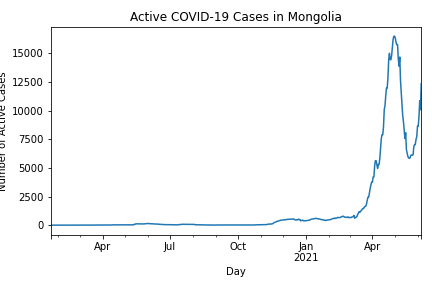 Active COVID-19 Cases in Mongolia
Number of Active Cases
15000
12500
10000
7500
5000
2500
0
Apr
Jul
Oct
Jan
2021
Apr
Day